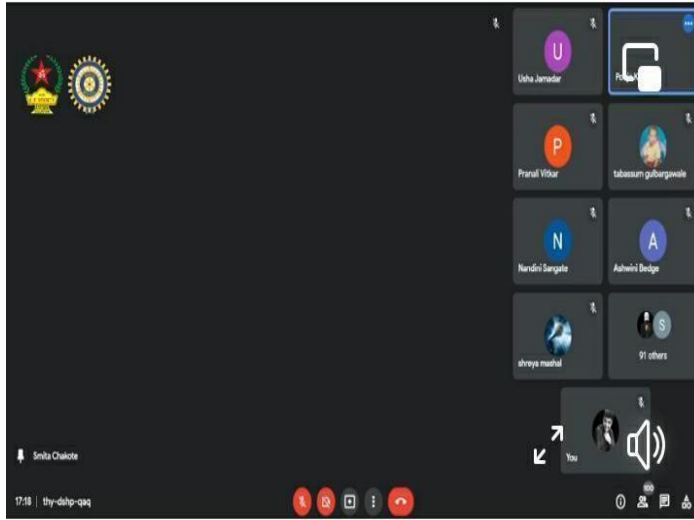 U
Usha Jamadar
P
Pranali Vitkar
tabassum gulbargawale
N
Nandini Sangate
A
Ashwini Bedge
shreya mashal
S
91 others
You
Smita Chakote
17:18 | thy-dshp-qaq
100